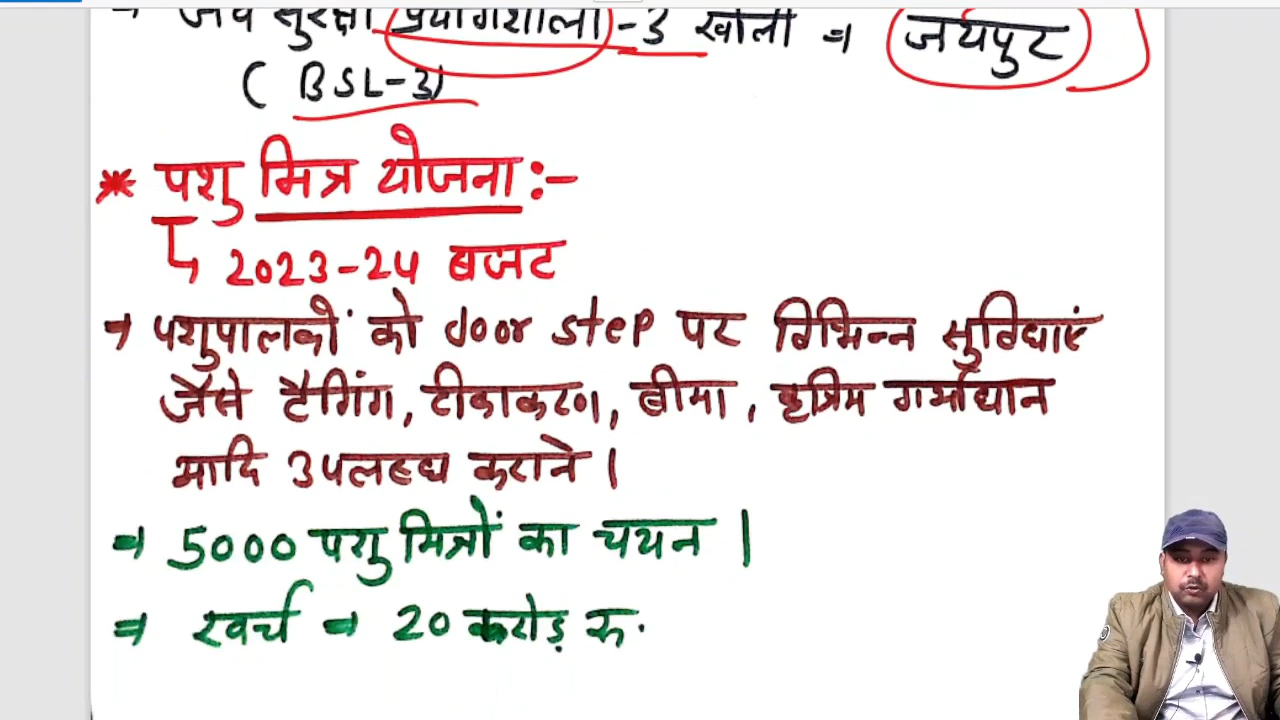 ⇒ जैव सुरक्षा प्रयोगशाला -3 खोली ⇒ जयपुर
( BSL-3)
* पशु मित्र योजना :-
↳ 2023-24 बजट
⇒ पशुपालकों को door step पर विभिन्न सुविधाएं
जैसे टैगिंग, टीकाकरण, बीमा, कृत्रिम गर्भाधान
आदि उपलब्ध कराने।
⇒ 5000 पशु मित्रों का चयन |
⇒ खर्च ⇒ 20 करोड़ रू.